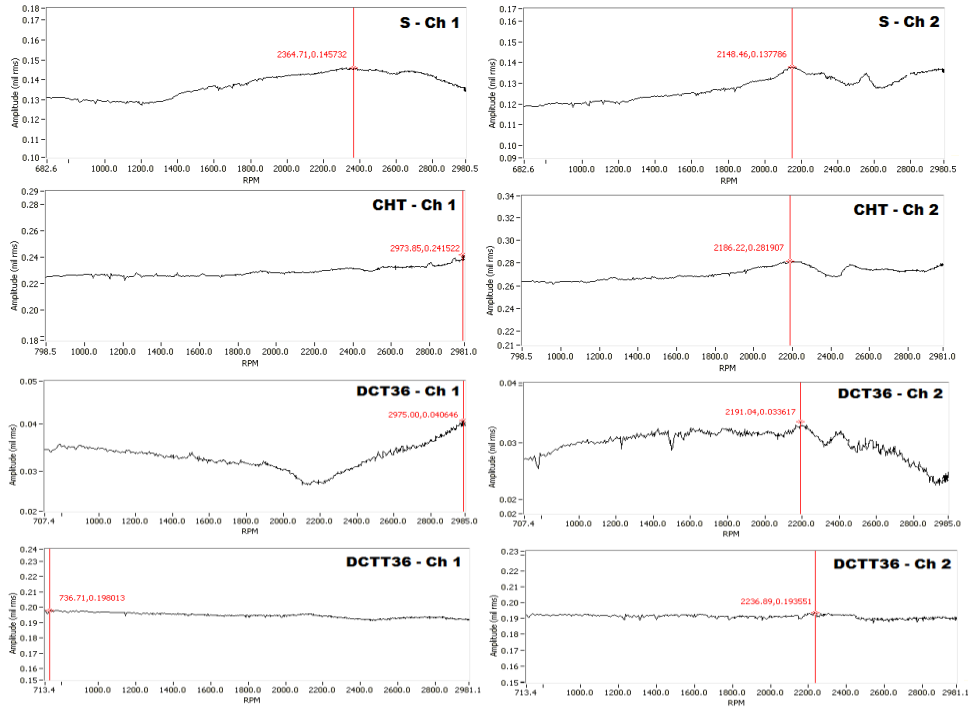 S - Ch 1
0.18
0.17
0.16
0.15
0.14
0.13
0.12
0.11
0.10
Amplitude (mil rms)
2364.71,0.145732
682.6 1000.0 1200.0 1400.0 1600.0 1800.0 2000.0 2200.0 2400.0 2600.0 2800.0 2980.5
RPM
S - Ch 2
0.17
0.16
0.15
0.14
0.13
0.12
0.11
0.10
0.09
Amplitude (mil rms)
2148.46,0.137786
682.6 1000.0 1200.0 1400.0 1600.0 1800.0 2000.0 2200.0 2400.0 2600.0 2800.0 2980.5
RPM
CHT - Ch 1
0.29
0.26
0.24
0.22
0.20
0.18
Amplitude (mil rms)
2973.85,0.241522
798.5 1000.0 1200.0 1400.0 1600.0 1800.0 2000.0 2200.0 2400.0 2600.0 2800.0 2981.0
RPM
CHT - Ch 2
0.34
0.32
0.30
0.28
0.26
0.24
0.22
0.21
Amplitude (mil rms)
2186.22,0.281907
798.5 1000.0 1200.0 1400.0 1600.0 1800.0 2000.0 2200.0 2400.0 2600.0 2800.0 2981.0
RPM
DCT36 - Ch 1
0.05
0.04
0.03
0.02
Amplitude (mil rms)
2975.00,0.040646
707.4 1000.0 1200.0 1400.0 1600.0 1800.0 2000.0 2200.0 2400.0 2600.0 2800.0 2985.0
RPM
DCT36 - Ch 2
0.04
0.03
0.02
0.02
Amplitude (mil rms)
2191.04,0.033617
707.4 1000.0 1200.0 1400.0 1600.0 1800.0 2000.0 2200.0 2400.0 2600.0 2800.0 2985.0
RPM
DCTT36 - Ch 1
0.24
0.23
0.22
0.21
0.20
0.19
0.18
0.17
0.16
0.15
Amplitude (mil rms)
736.71,0.198013
713.4 1000.0 1200.0 1400.0 1600.0 1800.0 2000.0 2200.0 2400.0 2600.0 2800.0 2981.1
RPM
DCTT36 - Ch 2
0.23
0.22
0.21
0.20
0.19
0.18
0.17
0.16
0.15
Amplitude (mil rms)
2236.89,0.193551
713.4 1000.0 1200.0 1400.0 1600.0 1800.0 2000.0 2200.0 2400.0 2600.0 2800.0 2981.1
RPM